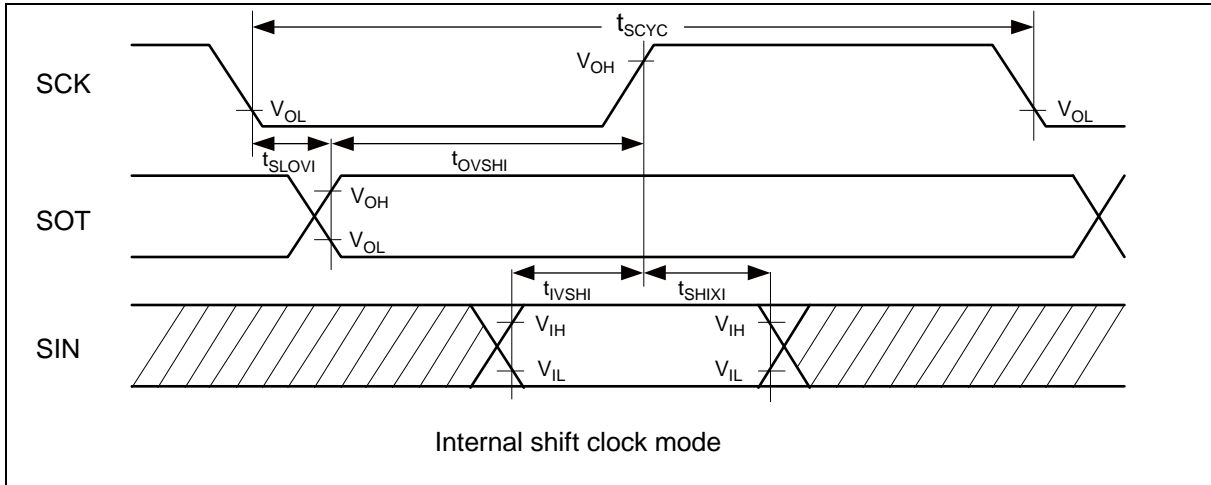 tSCYC
SCK
VOH
VOL
VOL
tSLOVI
tOVSHI
SOT
VOH
VOL
tIVSHI
tSHIXI
SIN
VIH
VIH
VIL
VIL
Internal shift clock mode